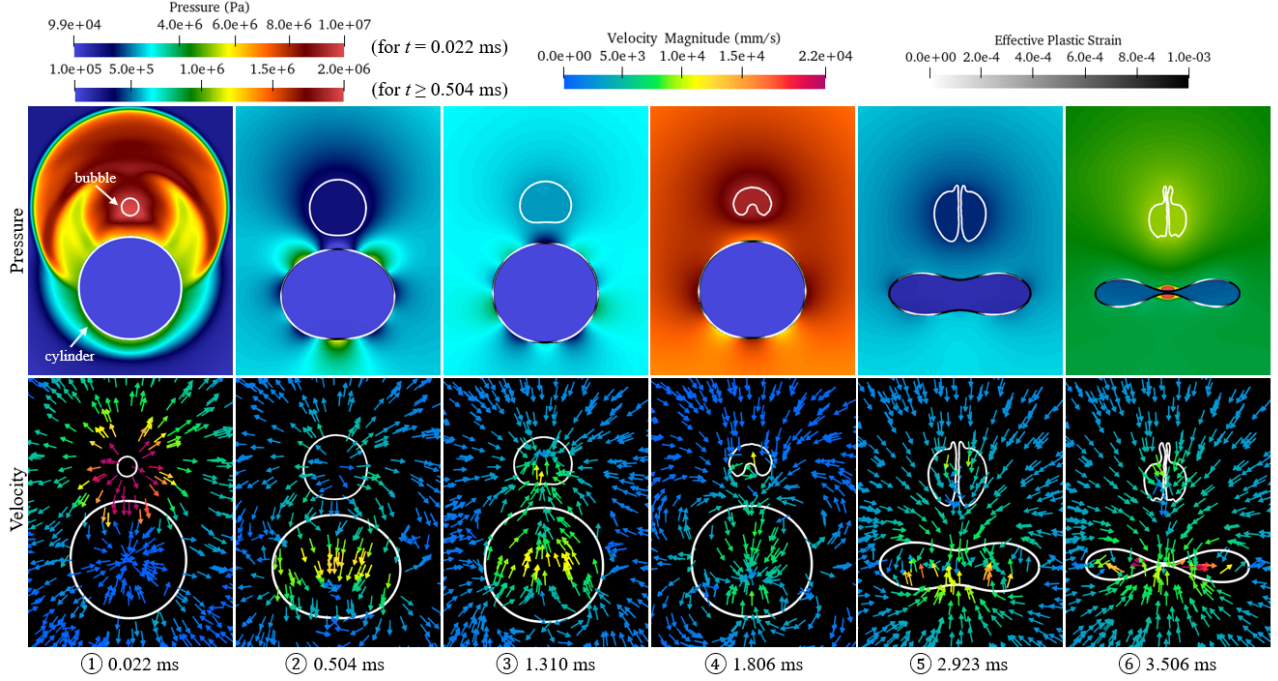 Pressure (Pa)
9.9e+04 4.0e+6 6.0e+6 8.0e+6 1.0e+07
(for t = 0.022 ms)
1.0e+05 5.0e+5 1.0e+6 1.5e+6 2.0e+06
(for t ≥ 0.504 ms)
Velocity Magnitude (mm/s)
0.0e+00 5.0e+3 1.0e+4 1.5e+4 2.2e+04
Effective Plastic Strain
0.0e+00 2.0e-4 4.0e-4 6.0e-4 8.0e-4 1.0e-03
Pressure
bubble
cylinder
Velocity
① 0.022 ms ② 0.504 ms ③ 1.310 ms ④ 1.806 ms ⑤ 2.923 ms ⑥ 3.506 ms